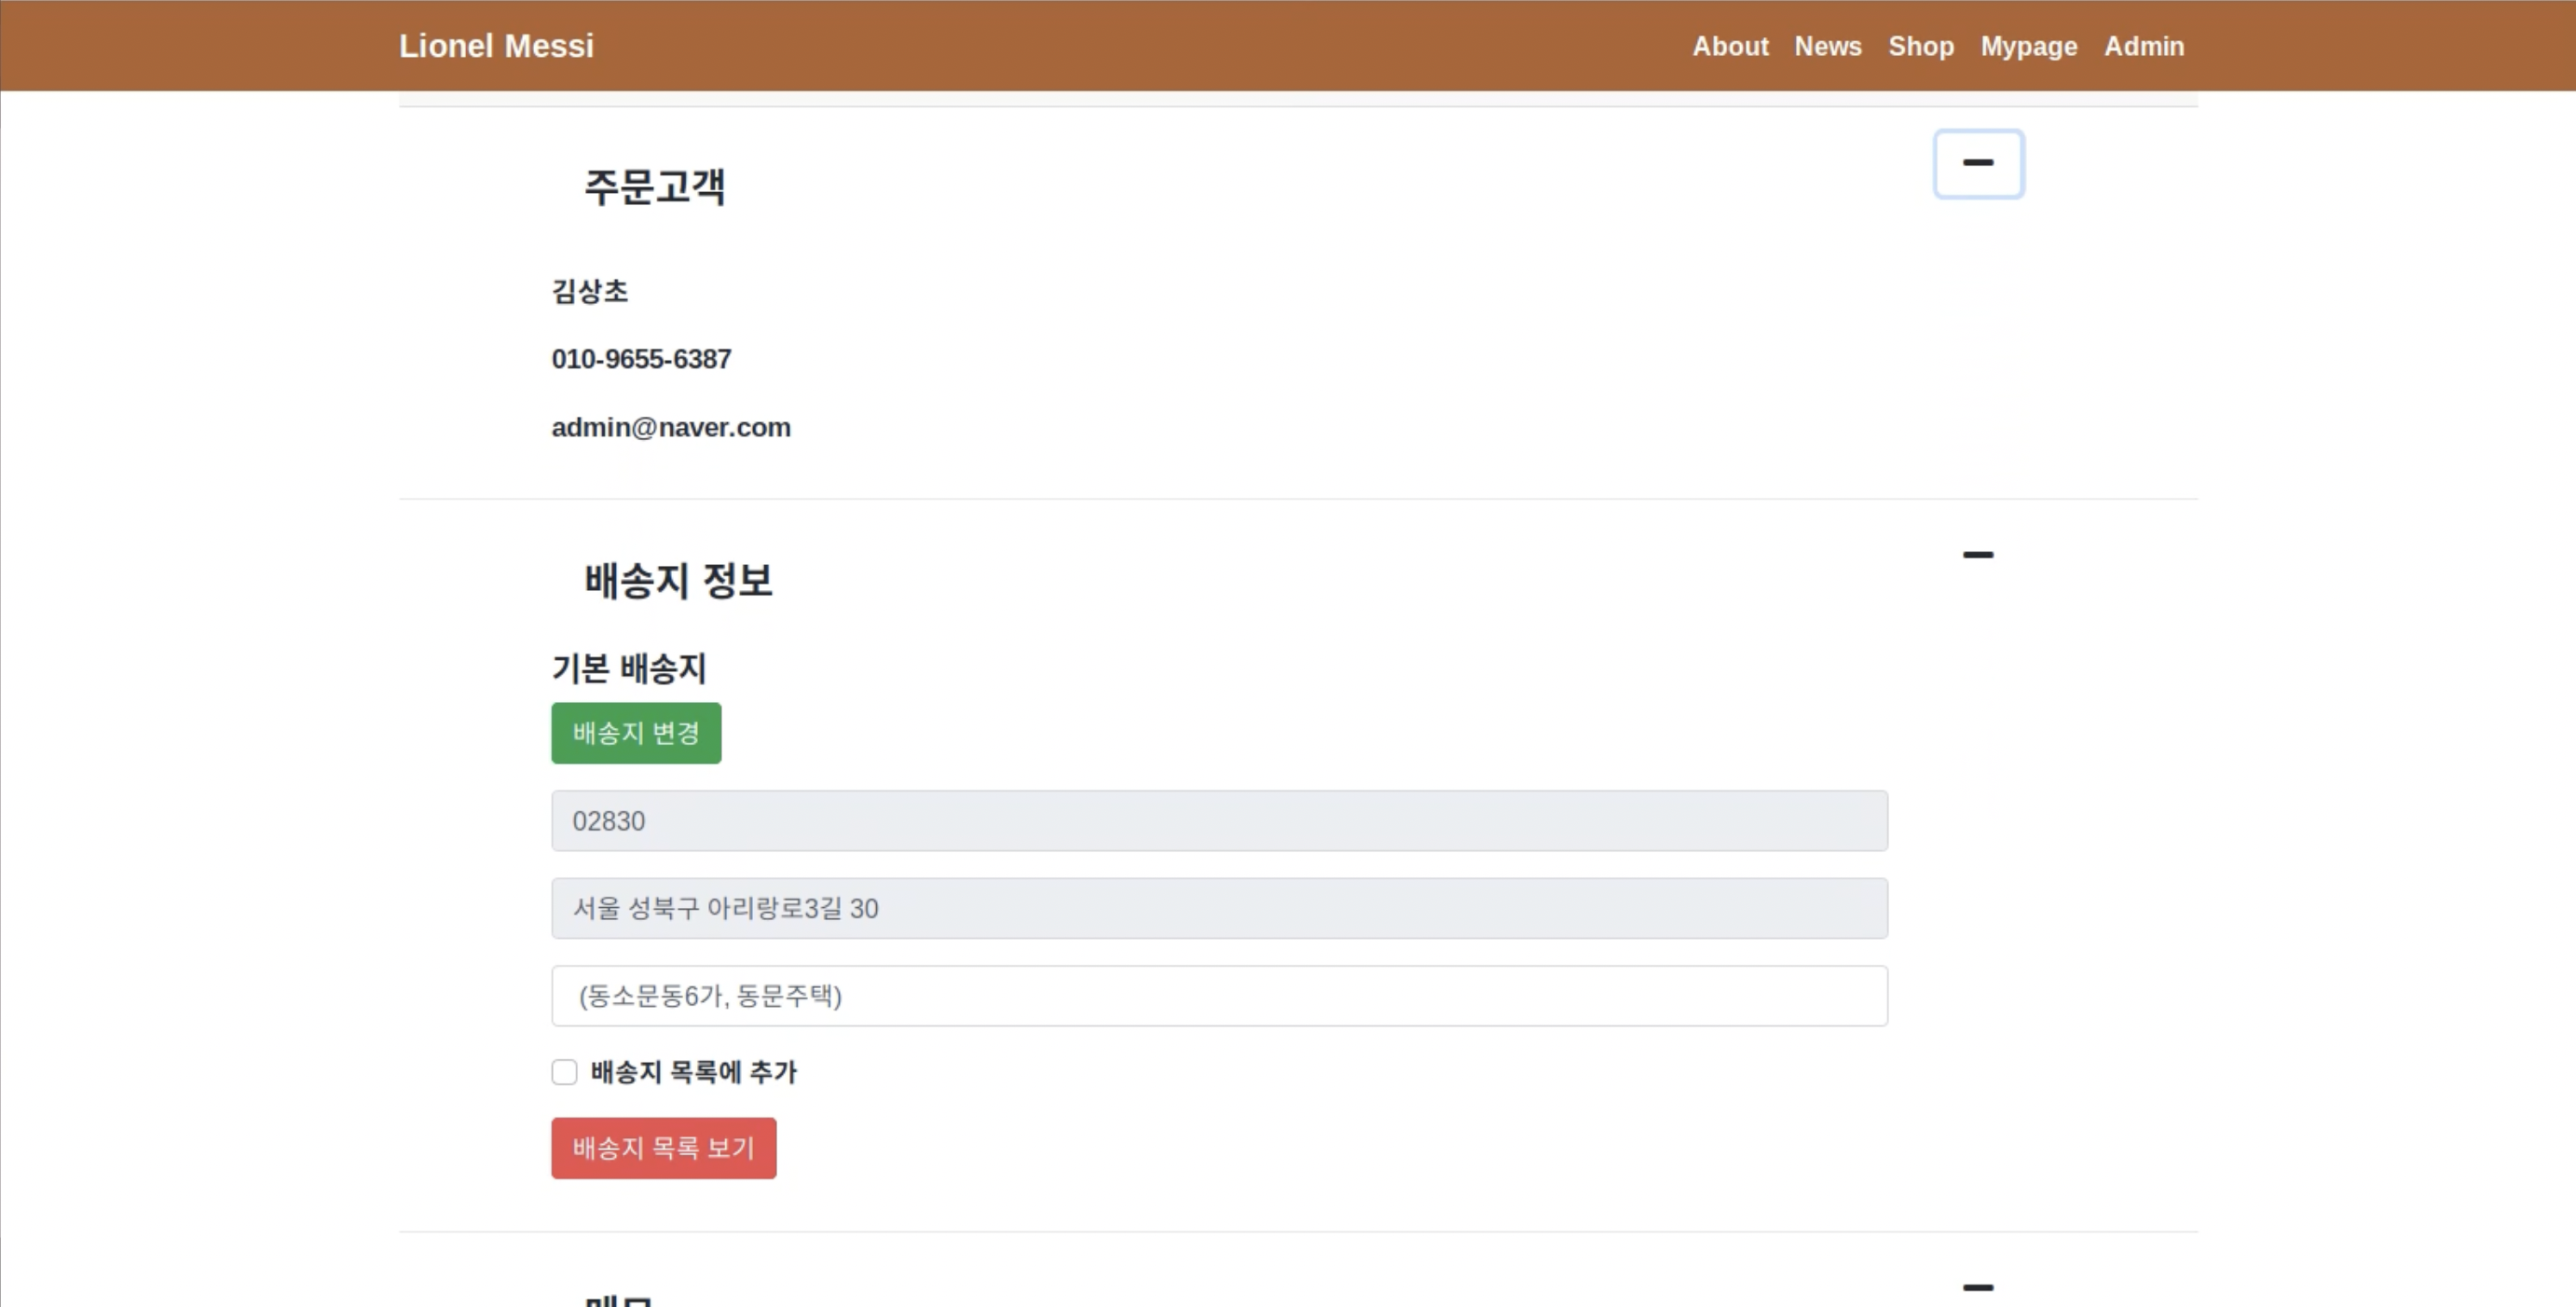 Lionel Messi
About News Shop Mypage Admin
주문고객
김상초
010-9655-6387
admin@naver.com
배송지 정보
기본 배송지
배송지 변경
02830
서울 성북구 아리랑로3길 30
(동소문동6가, 동문주택)
배송지 목록에 추가
배송지 목록 보기